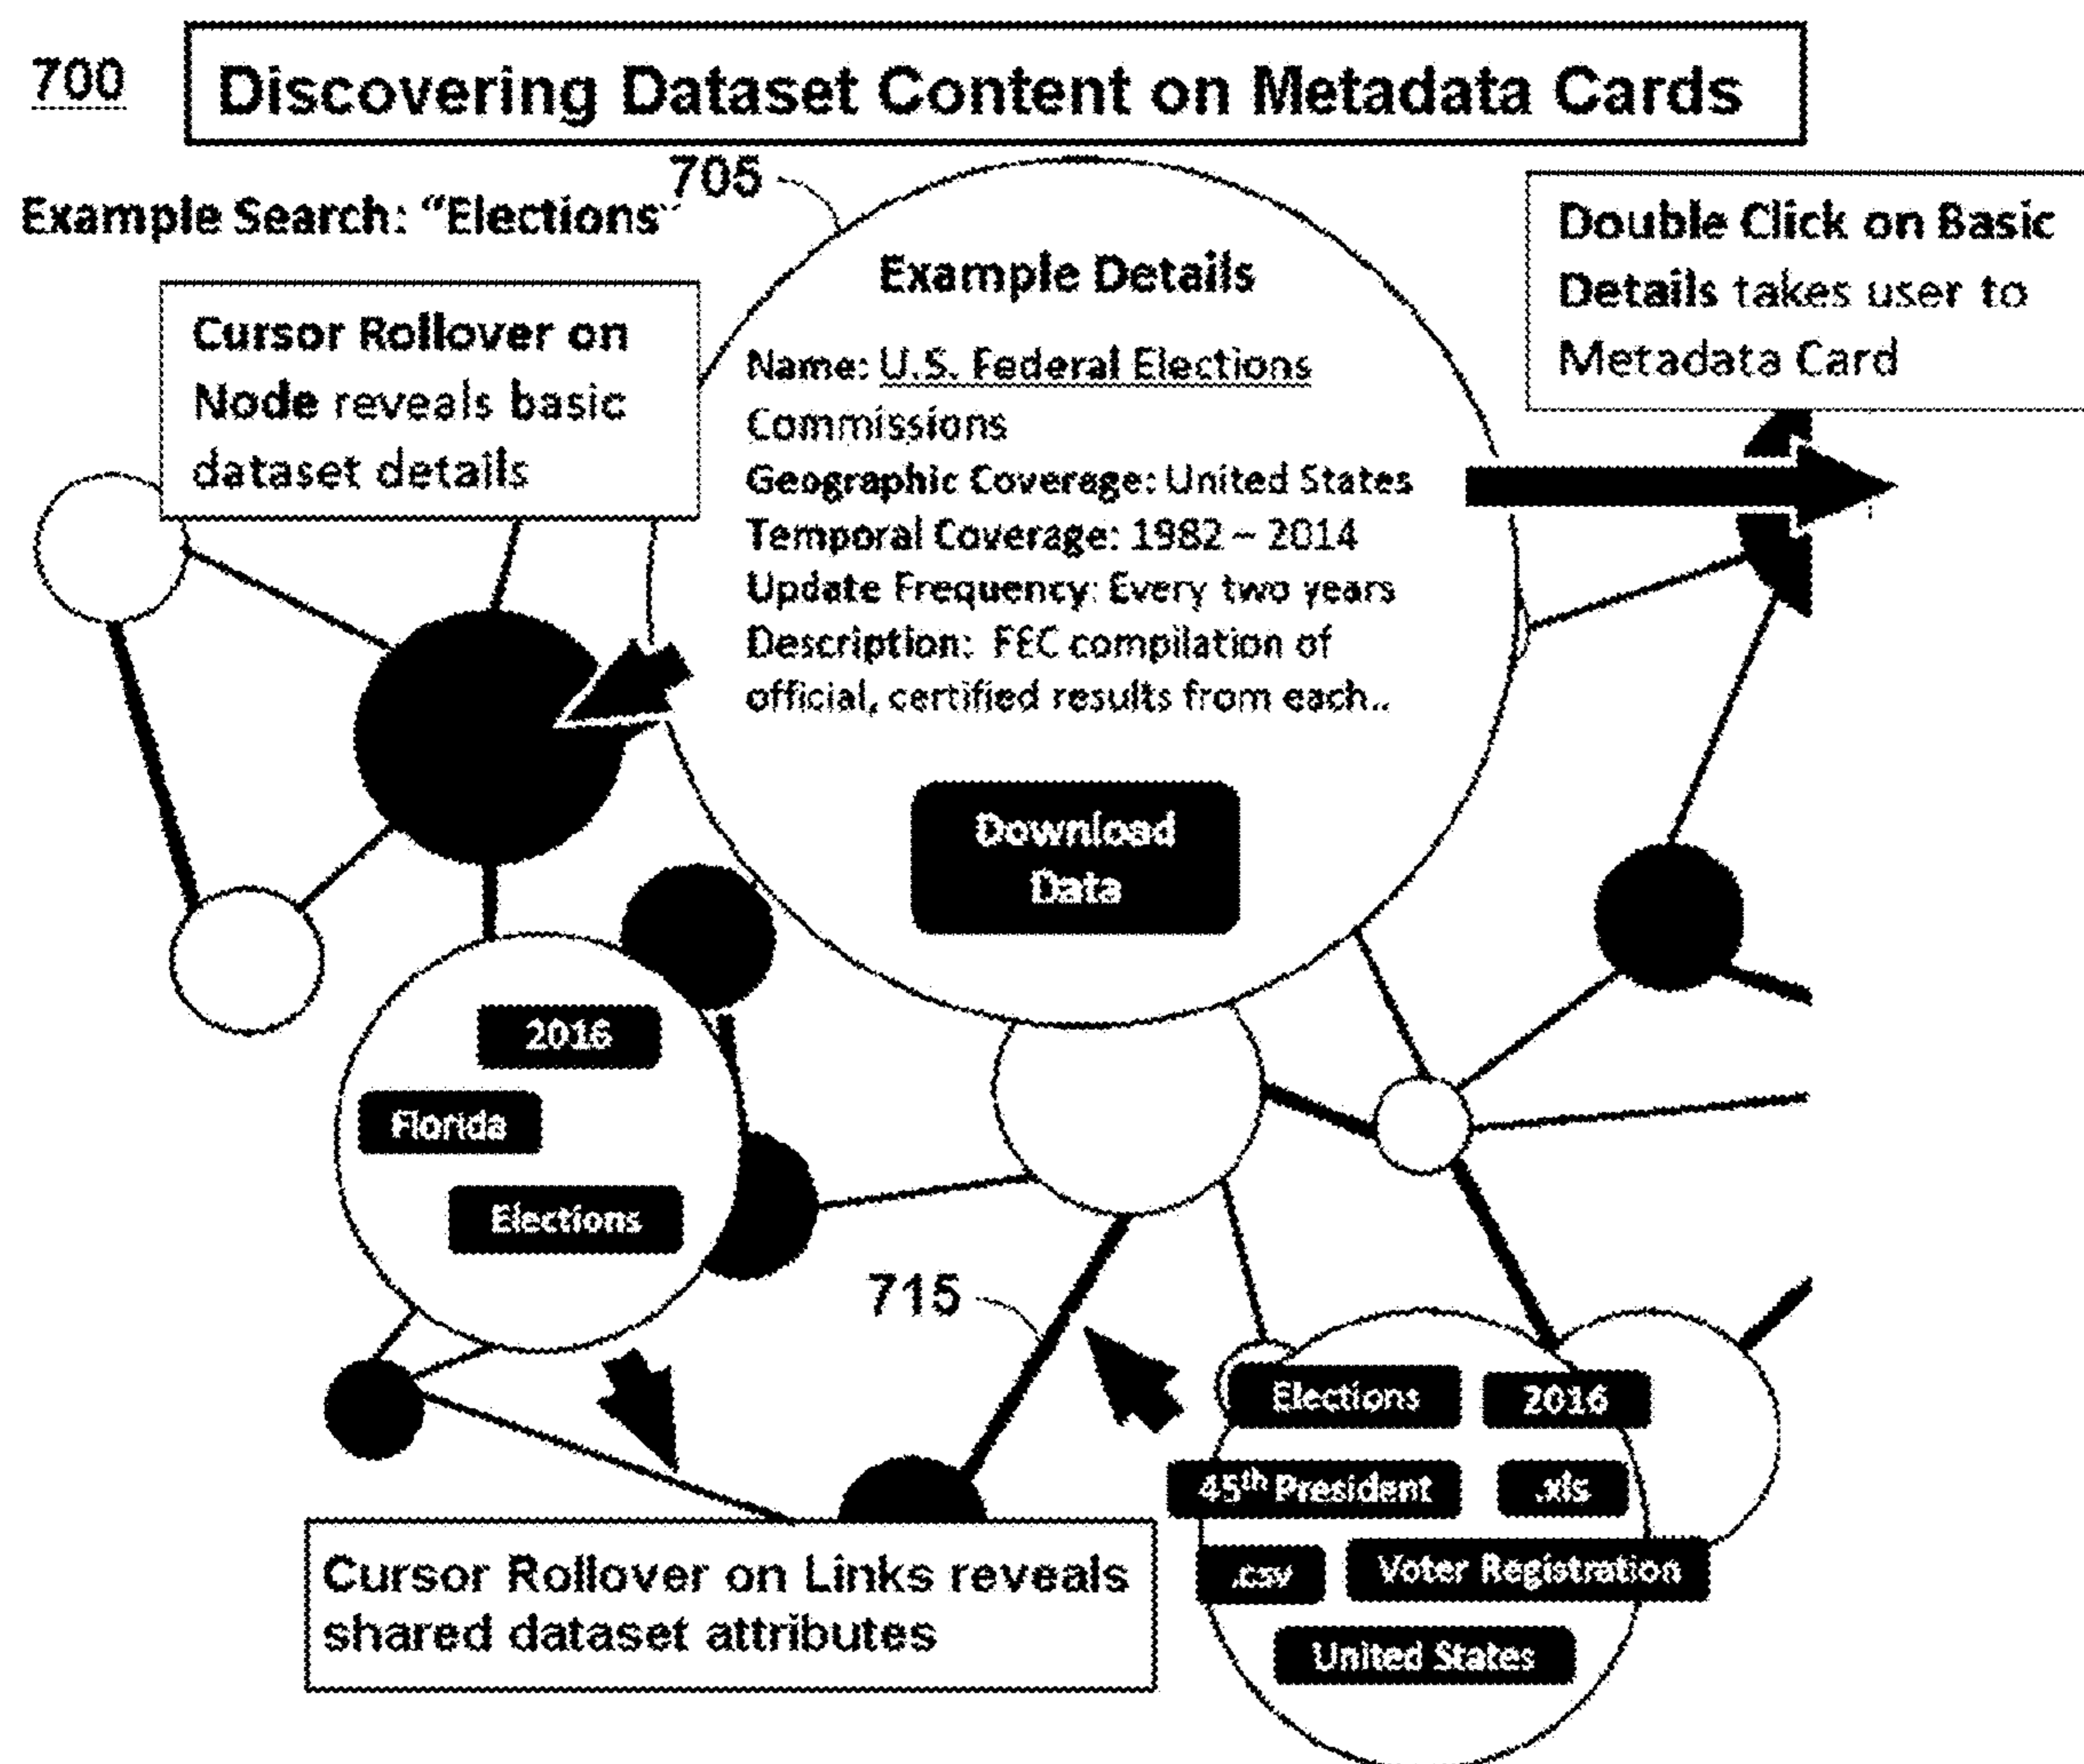 700
Discovering Dataset Content on Metadata Cards
705
Example Search: “Elections”
Cursor Rollover on
Node reveals basic
dataset details
Example Details
Name: U.S. Federal Elections
Commissions
Geographic Coverage: United States
Temporal Coverage: 1982 – 2014
Update Frequency: Every two years
Description: FEC compilation of
official, certified results from each..
Download
Data
Double Click on Basic
Details takes user to
Metadata Card
2016
Florida
Elections
715
Elections
2016
45th President
.xls
.csv
Voter Registration
United States
Cursor Rollover on Links reveals
shared dataset attributes